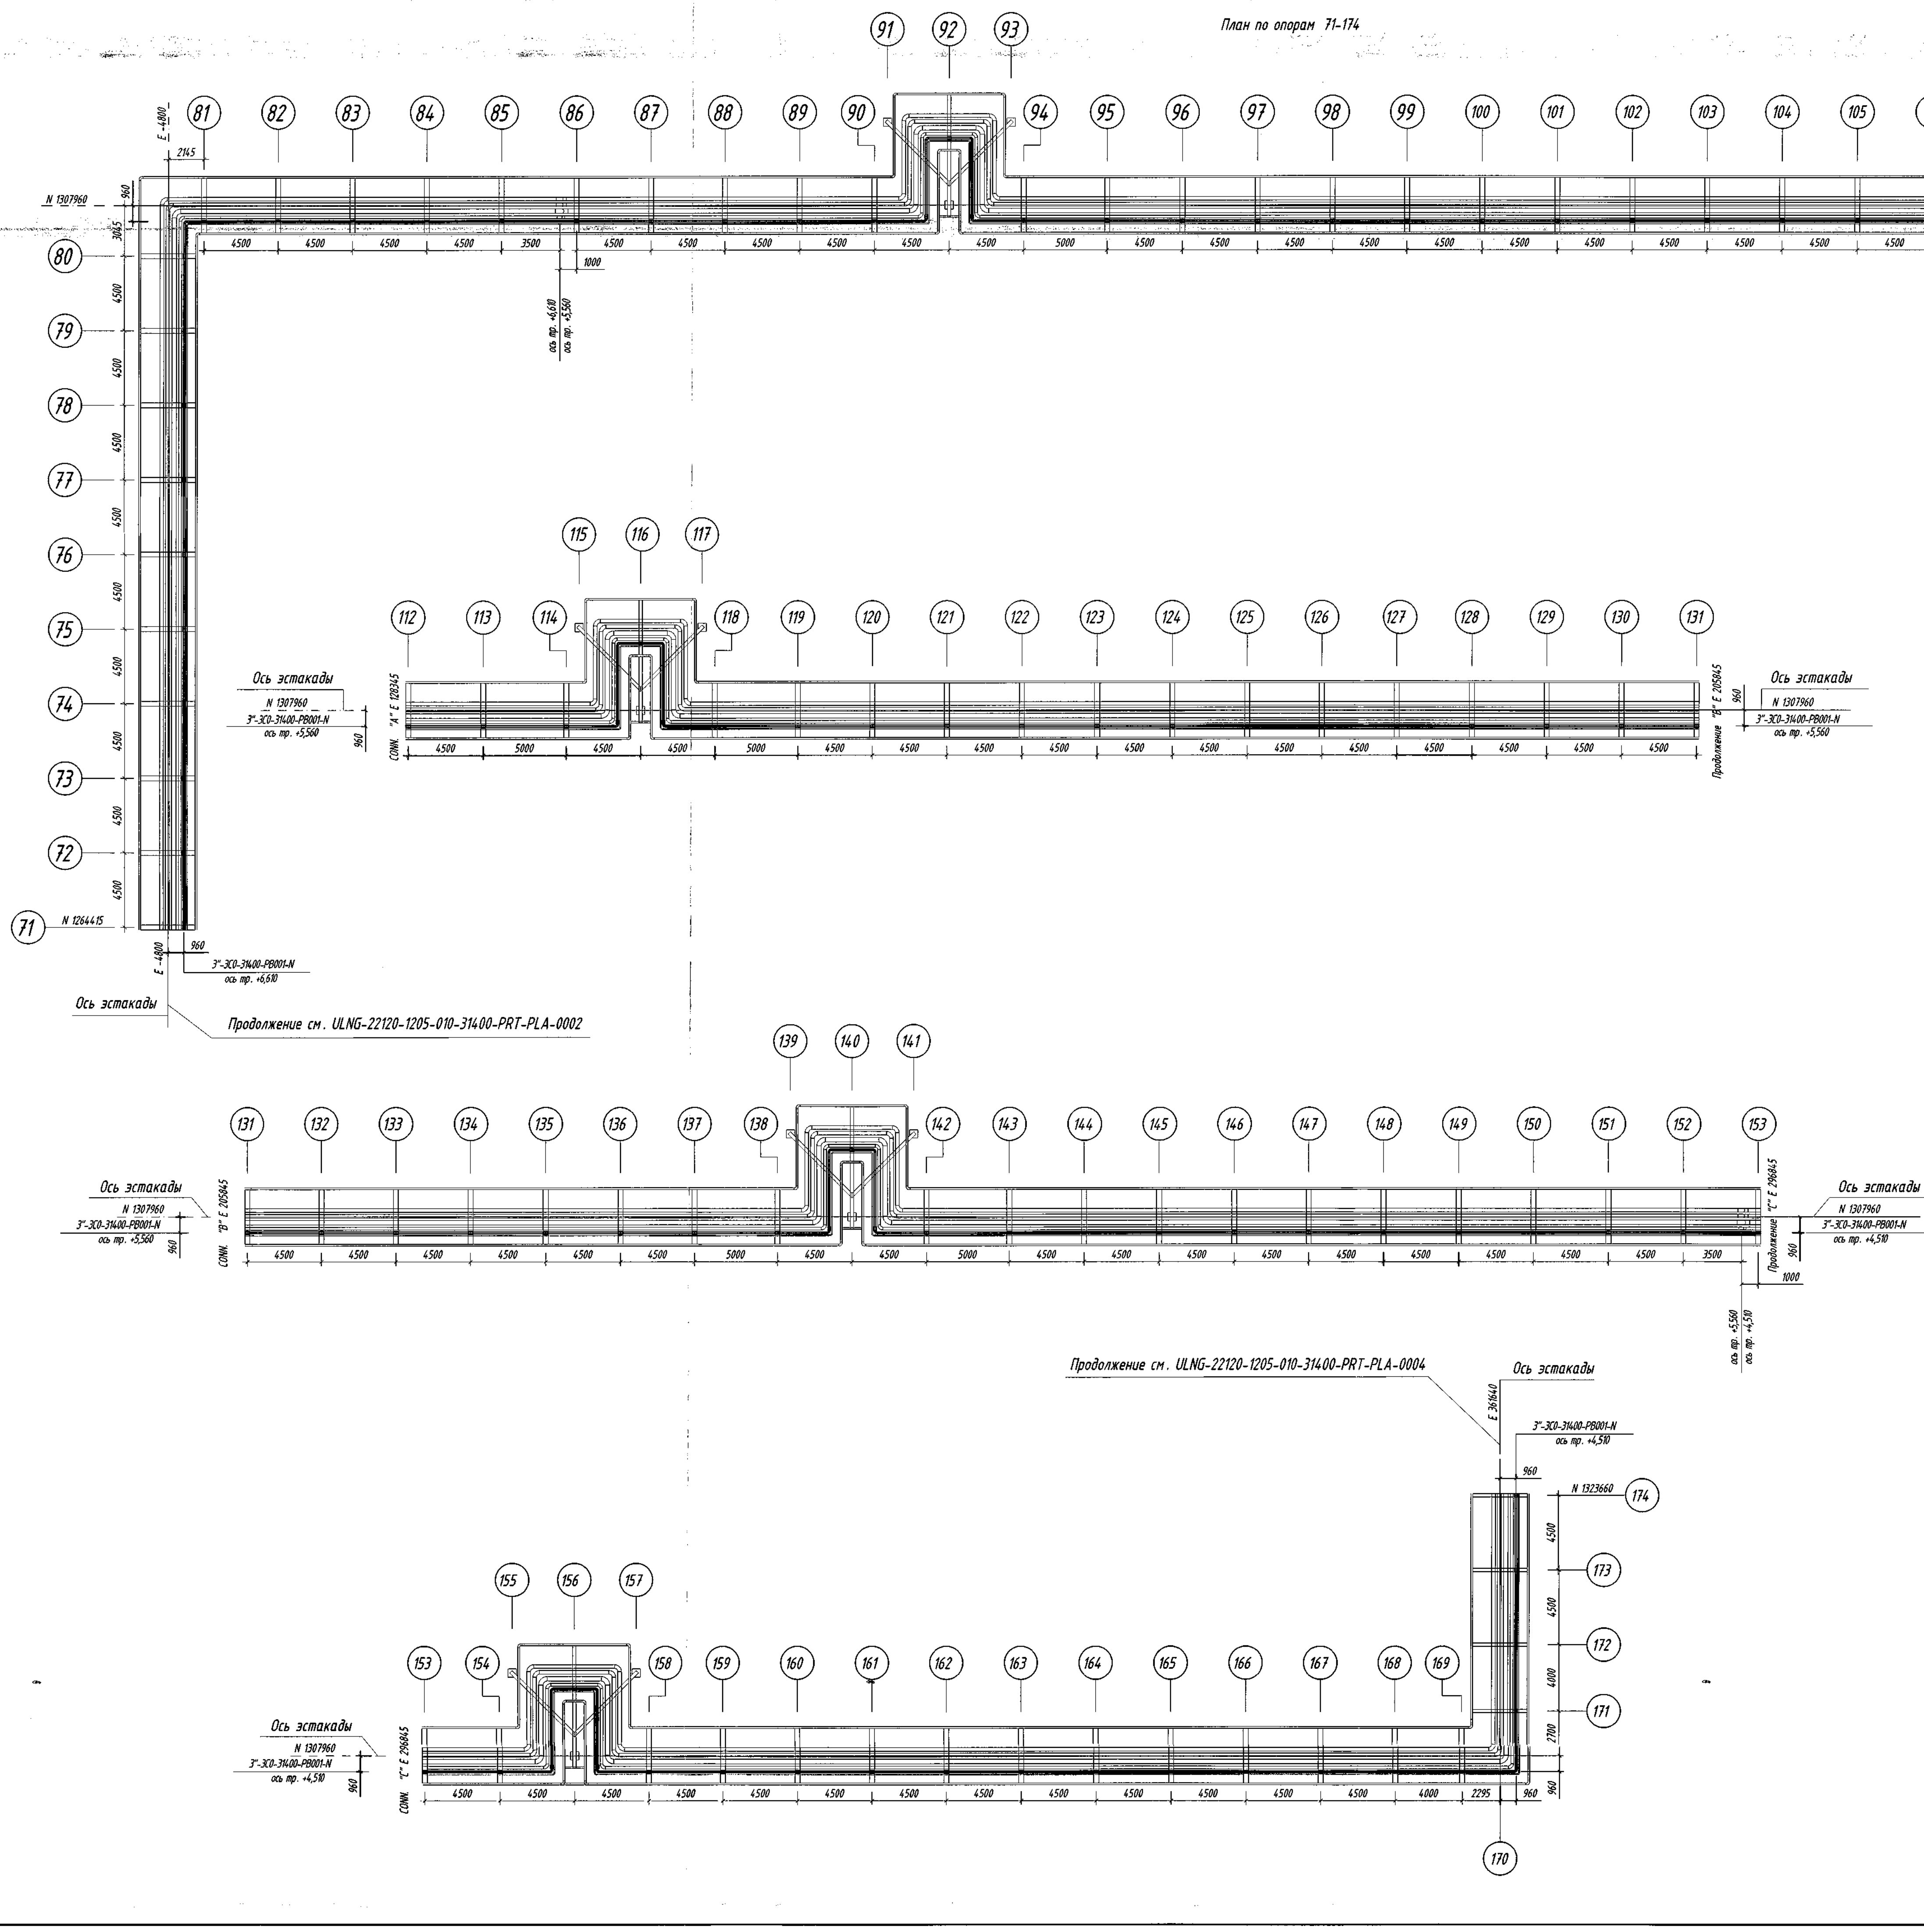 План по опорам 71-174
91 92 93
81 82 83 84 85 86 87 88 89 90 94 95 96 97 98 99 100 101 102 103 104 105
E -4800
2145
960
N 1307960
3045
4500 4500 4500 4500 3500 4500 4500 4500 4500 4500 4500 5000 4500 4500 4500 4500 4500 4500 4500 4500 4500 4500 4500
1000
ось тр. +6,610
ось тр. +5,560
80
4500
79
4500
78
4500
77
4500
76
4500
75
4500
74
4500
73
4500
72
4500
71
N 1264415
E -4800
960
3"-3C0-31400-PB001-N
ось тр. +6,610
Ось эстакады
Продолжение см. ULNG-22120-1205-010-31400-PRT-PLA-0002
115 116 117
112 113 114 118 119 120 121 122 123 124 125 126 127 128 129 130 131
Ось эстакады
N 1307960
3"-3C0-31400-PB001-N
ось тр. +5,560
960
CONN. "A" E 128345
4500 5000 4500 4500 5000 4500 4500 4500 4500 4500 4500 4500 4500 4500 4500 4500 4500
Продолжение "B" E 205845
960
Ось эстакады
N 1307960
3"-3C0-31400-PB001-N
ось тр. +5,560
139 140 141
131 132 133 134 135 136 137 138 142 143 144 145 146 147 148 149 150 151 152 153
Ось эстакады
N 1307960
3"-3C0-31400-PB001-N
ось тр. +5,560
960
CONN. "B" E 205845
4500 4500 4500 4500 4500 4500 5000 4500 4500 5000 4500 4500 4500 4500 4500 4500 4500 4500 4500 3500
1000
Продолжение "C" E 296845
960
Ось эстакады
N 1307960
3"-3C0-31400-PB001-N
ось тр. +4,510
ось тр. +5,560
ось тр. +4,510
Продолжение см. ULNG-22120-1205-010-31400-PRT-PLA-0004
Ось эстакады
E 361640
3"-3C0-31400-PB001-N
ось тр. +4,510
960
N 1323660
174
4500
173
4500
172
4000
171
2700
960
155 156 157
153 154 158 159 160 161 162 163 164 165 166 167 168 169
Ось эстакады
N 1307960
3"-3C0-31400-PB001-N
ось тр. +4,510
960
CONN. "C" E 296845
4500 4500 4500 4500 4500 4500 4500 4500 4500 4500 4500 4500 4500 4000 2295 960
170